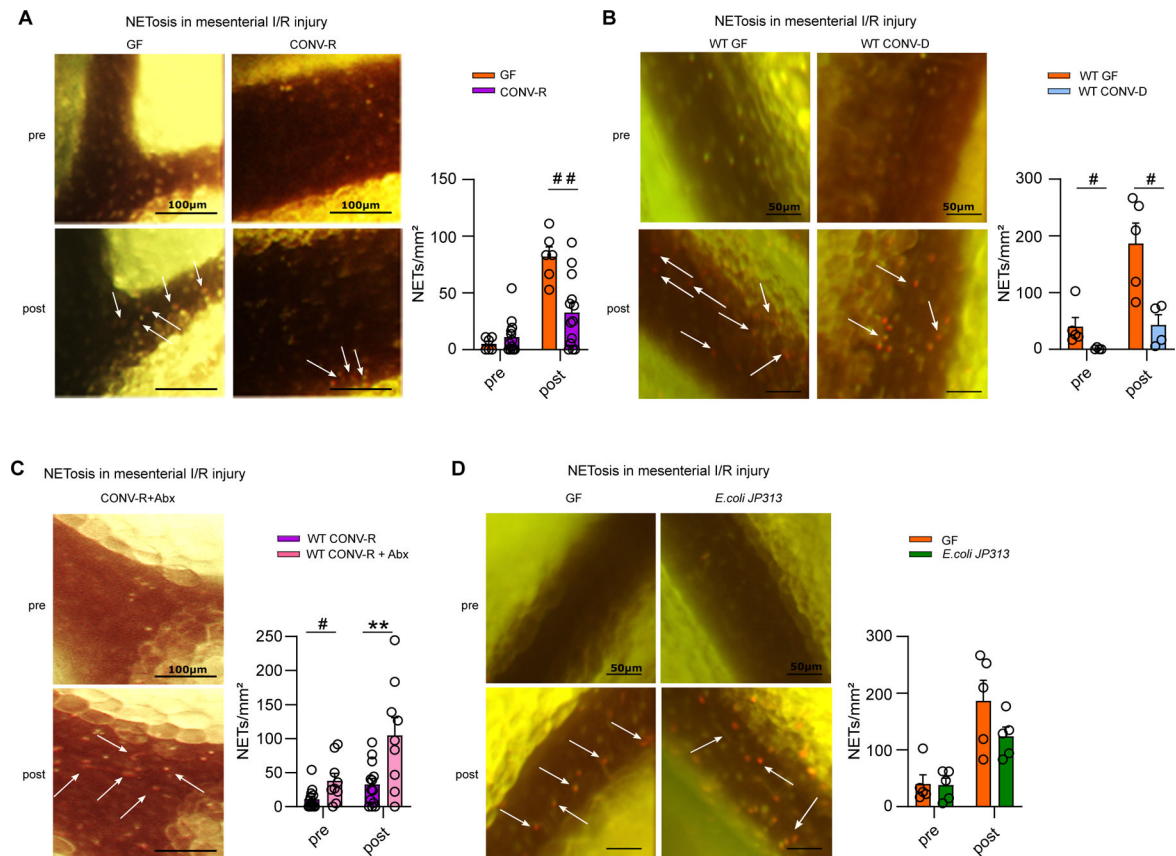 A
NETosis in mesenterial I/R injury
GF
CONV-R
pre
100µm
100µm
post
GF
CONV-R
NETs/mm²
150
100
50
0
##
pre
post
B
NETosis in mesenterial I/R injury
WT GF
WT CONV-D
50µm
50µm
WT GF
WT CONV-D
NETs/mm²
300
200
100
0
#
#
pre
post
C
NETosis in mesenterial I/R injury
CONV-R+Abx
pre
100µm
post
WT CONV-R
WT CONV-R + Abx
NETs/mm²
250
200
150
100
50
0
#
**
pre
post
D
NETosis in mesenterial I/R injury
GF
E.coli JP313
pre
50µm
50µm
post
GF
E.coli JP313
NETs/mm²
300
200
100
0
pre
post